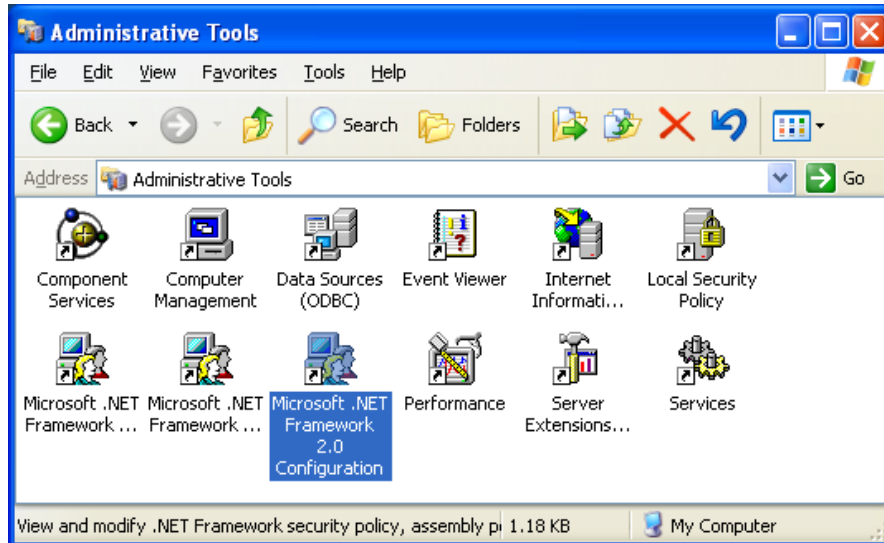 Administrative Tools
File Edit View Favorites Tools Help
Back Search Folders
Address Administrative Tools Go
Component Services
Computer Management
Data Sources (ODBC)
Event Viewer
Internet Informati...
Local Security Policy
Microsoft .NET Framework ...
Microsoft .NET Framework ...
Microsoft .NET Framework 2.0 Configuration
Performance
Server Extensions...
Services
View and modify .NET Framework security policy, assembly p 1.18 KB My Computer